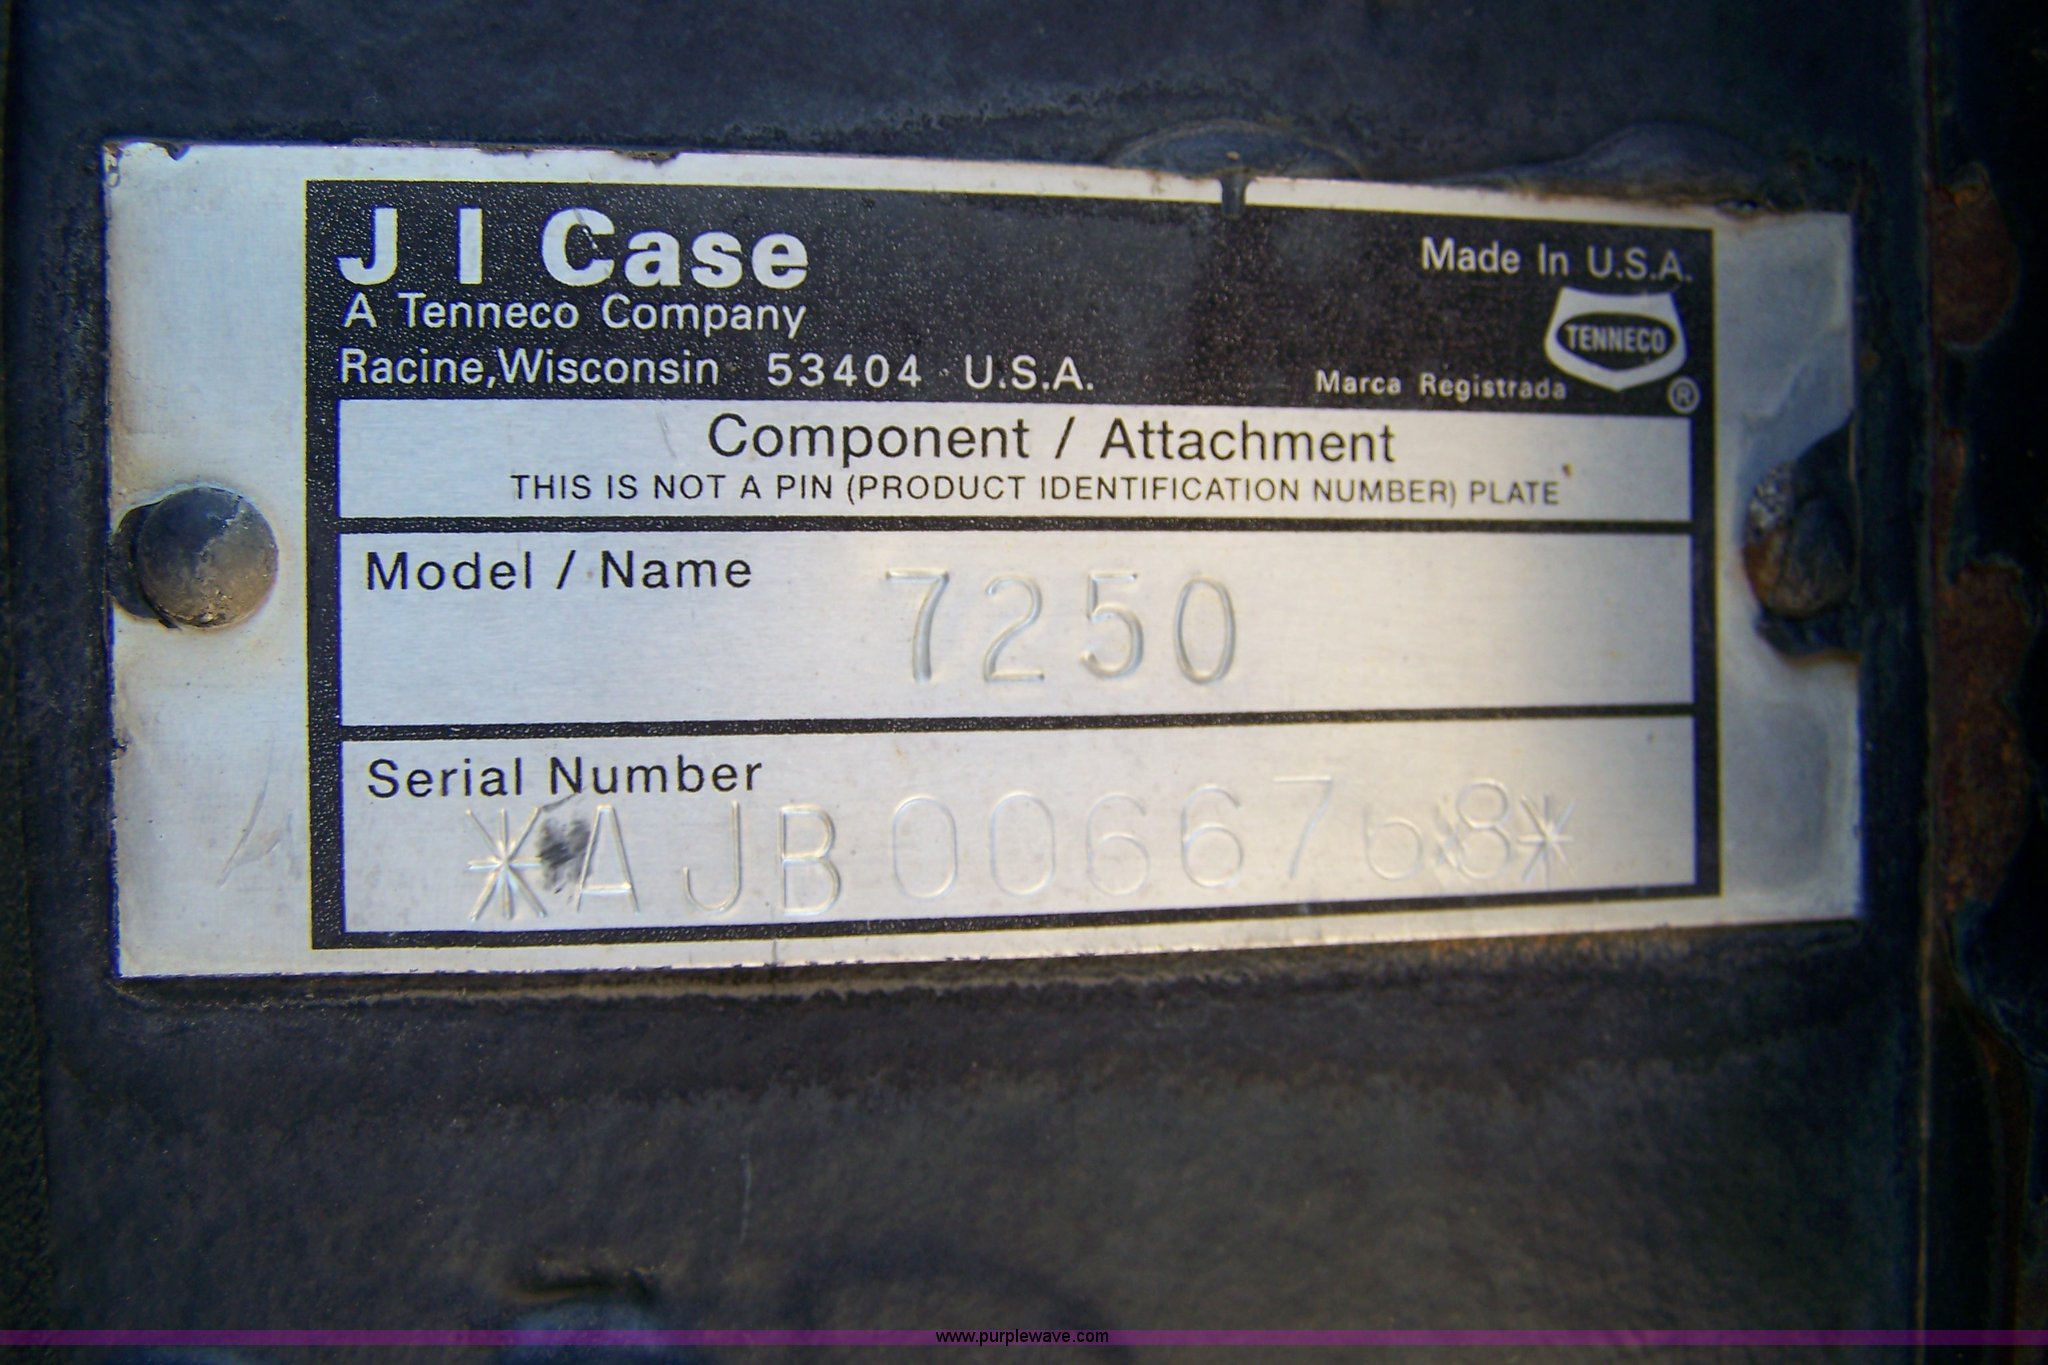 J I Case
A Tenneco Company
Racine, Wisconsin 53404 U.S.A.
Made In U.S.A.
TENNECO
Marca Registrada ®
Component / Attachment
THIS IS NOT A PIN (PRODUCT IDENTIFICATION NUMBER) PLATE
Model / Name 7250
Serial Number
*AJB0066768*
www.purplewave.com